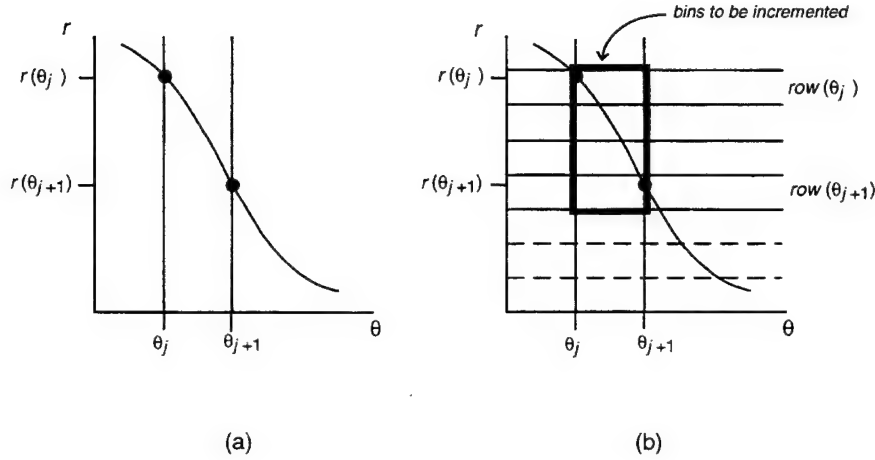 r
r(θj)
r(θj+1)
θj
θj+1
θ
(a)
bins to be incremented
r
r(θj)
r(θj+1)
row(θj)
row(θj+1)
θj
θj+1
θ
(b)